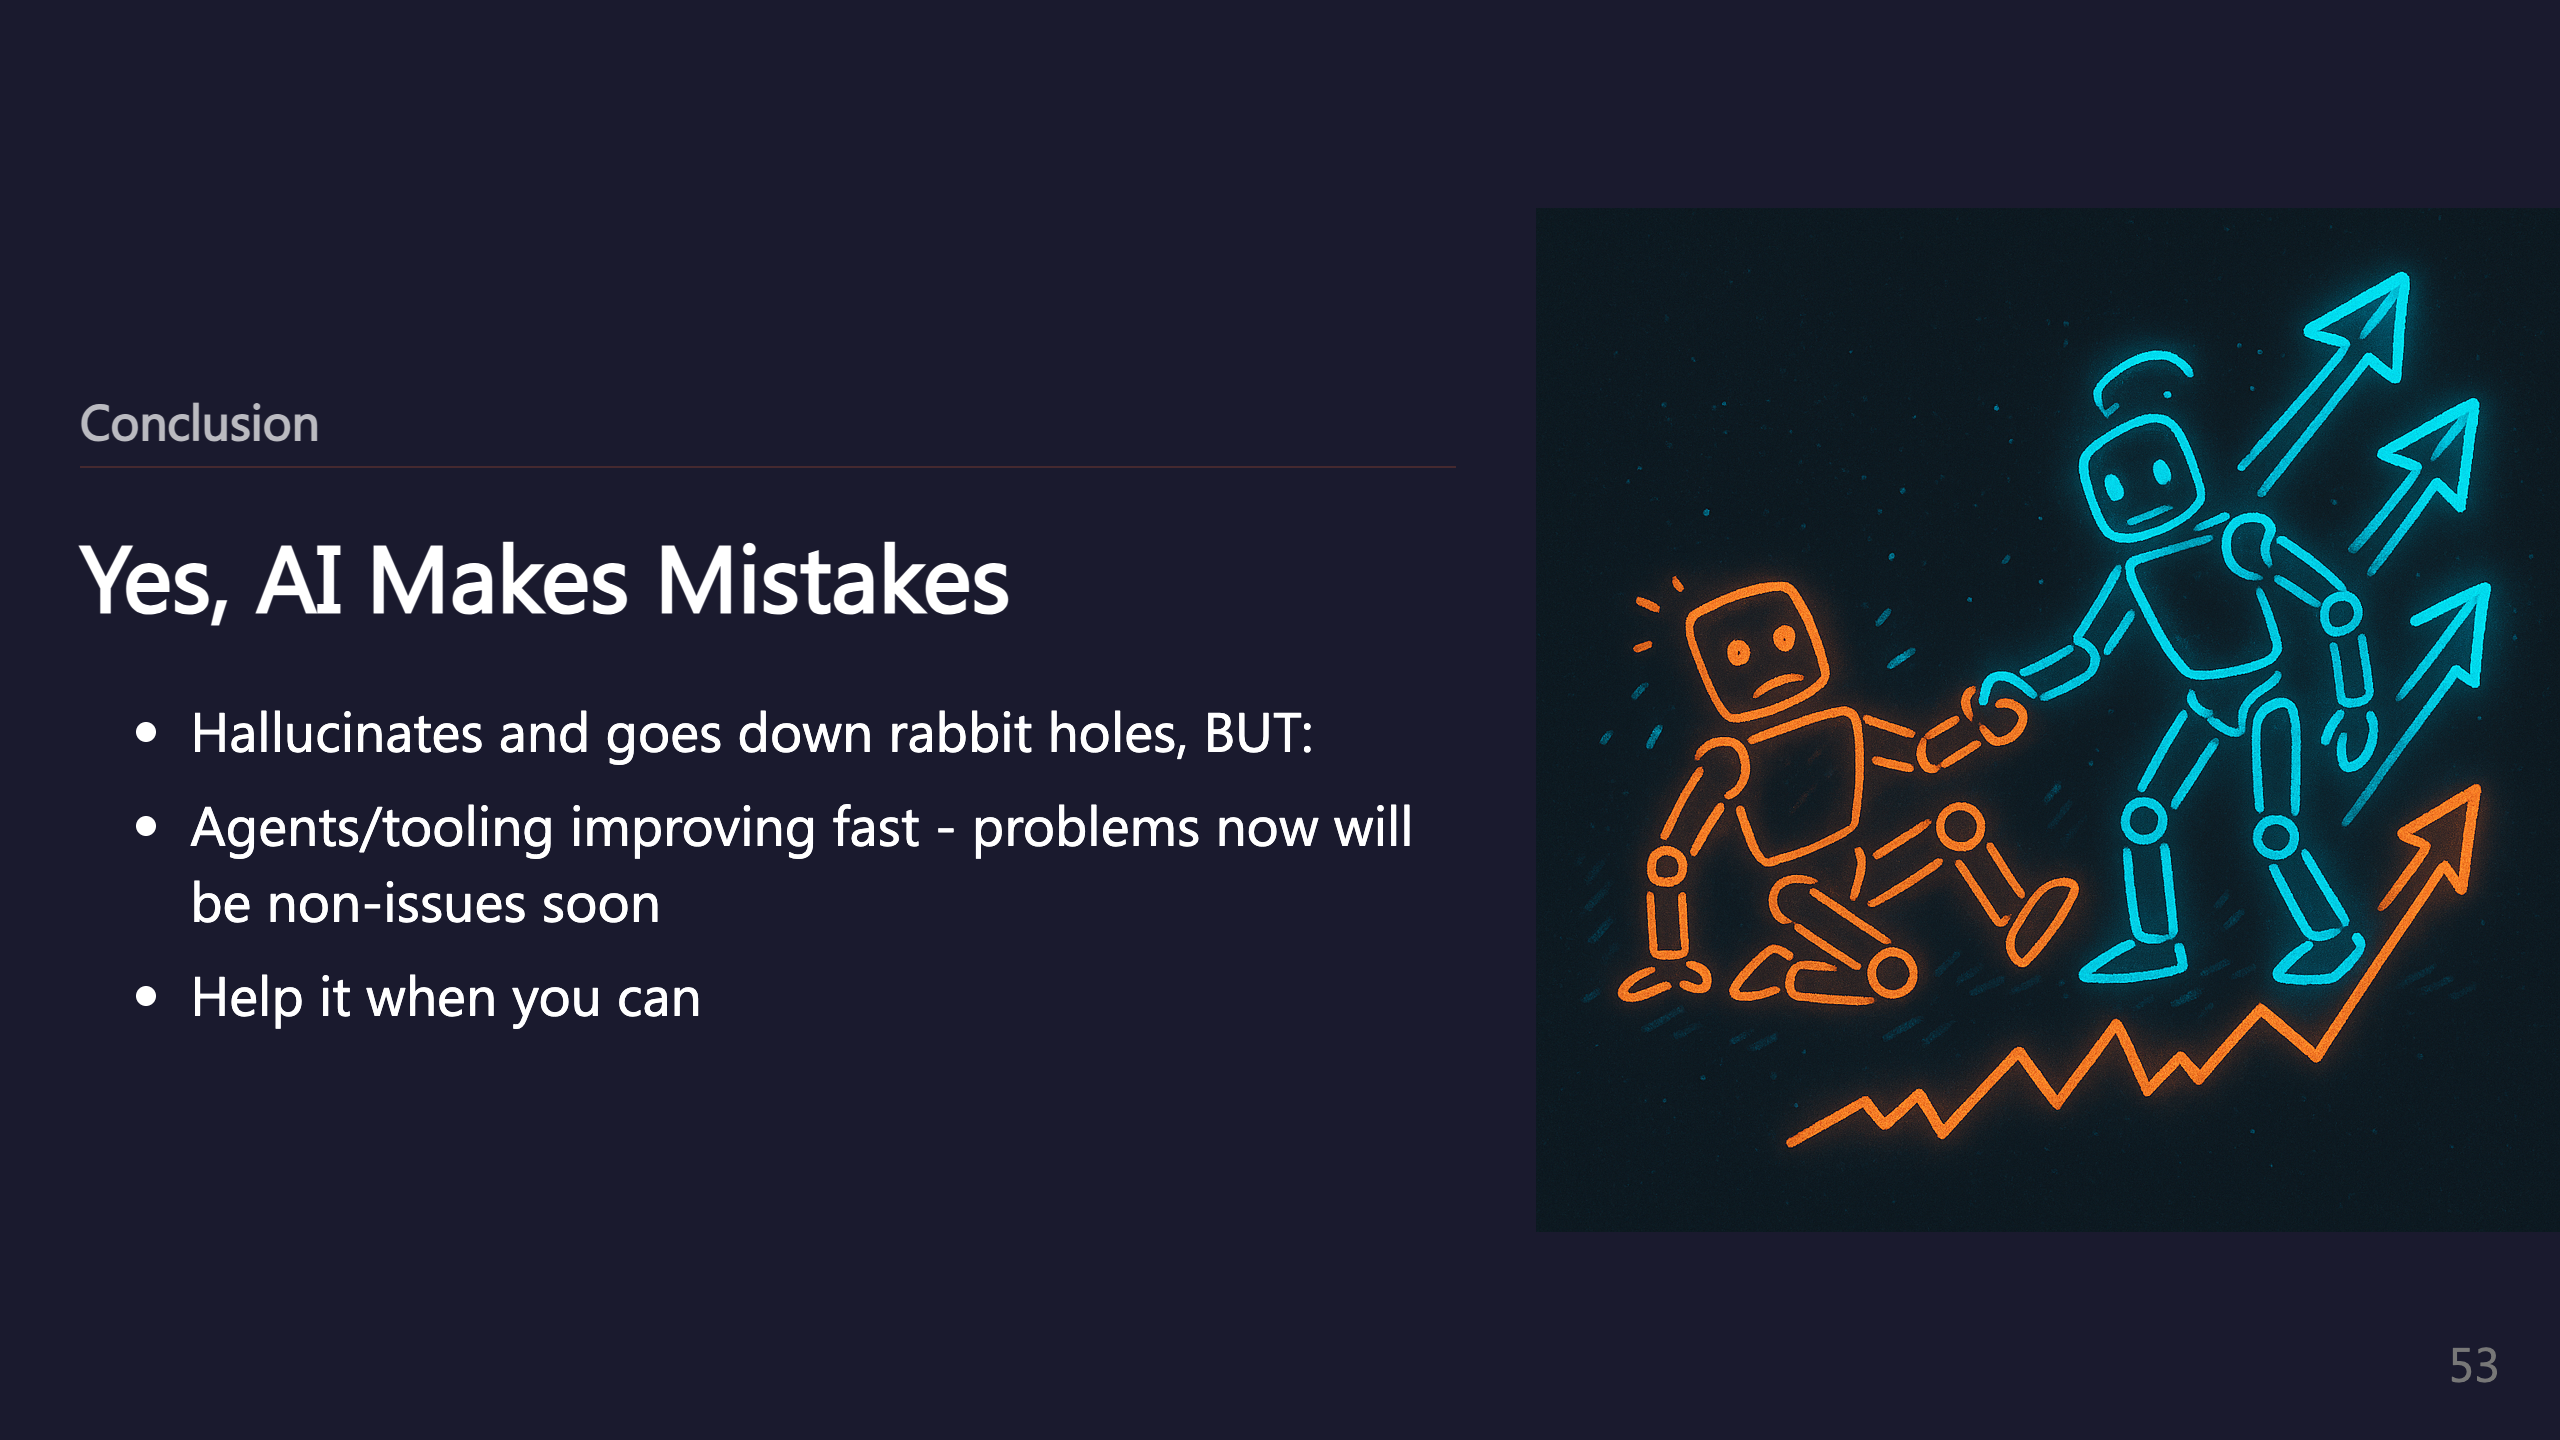 Conclusion
Yes, AI Makes Mistakes
• Hallucinates and goes down rabbit holes, BUT:
• Agents/tooling improving fast - problems now will
be non-issues soon
• Help it when you can
53